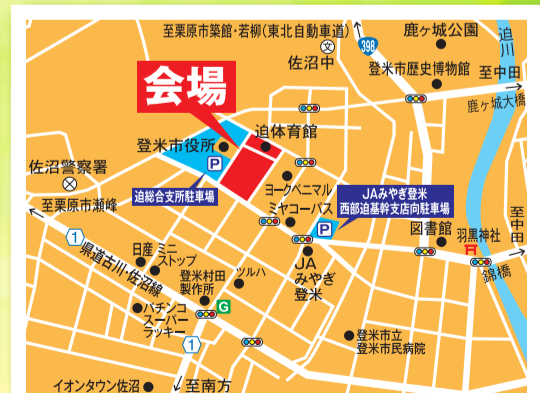 至栗原市築館・若柳(東北自動車道)
398
鹿ヶ城公園
迫川
文
佐沼中
登米市歴史博物館
至中田
鹿ヶ城大橋
会場
迫体育館
登米市役所
P
佐沼警察署
迫総合支所駐車場
ヨークベニマル
JAみやぎ登米
西部迫基幹支店向駐車場
至栗原市瀬峰
ミヤコーバス
P
図書館
羽黒神社
至中田
1
県道古川・佐沼線
日産
ミニ
ストップ
JA
みやぎ
登米
錦橋
登米村田
製作所
ツルハ
G
パチンコ
スーパー
ラッキー
1
登米市立
登米市民病院
イオンタウン佐沼
至南方